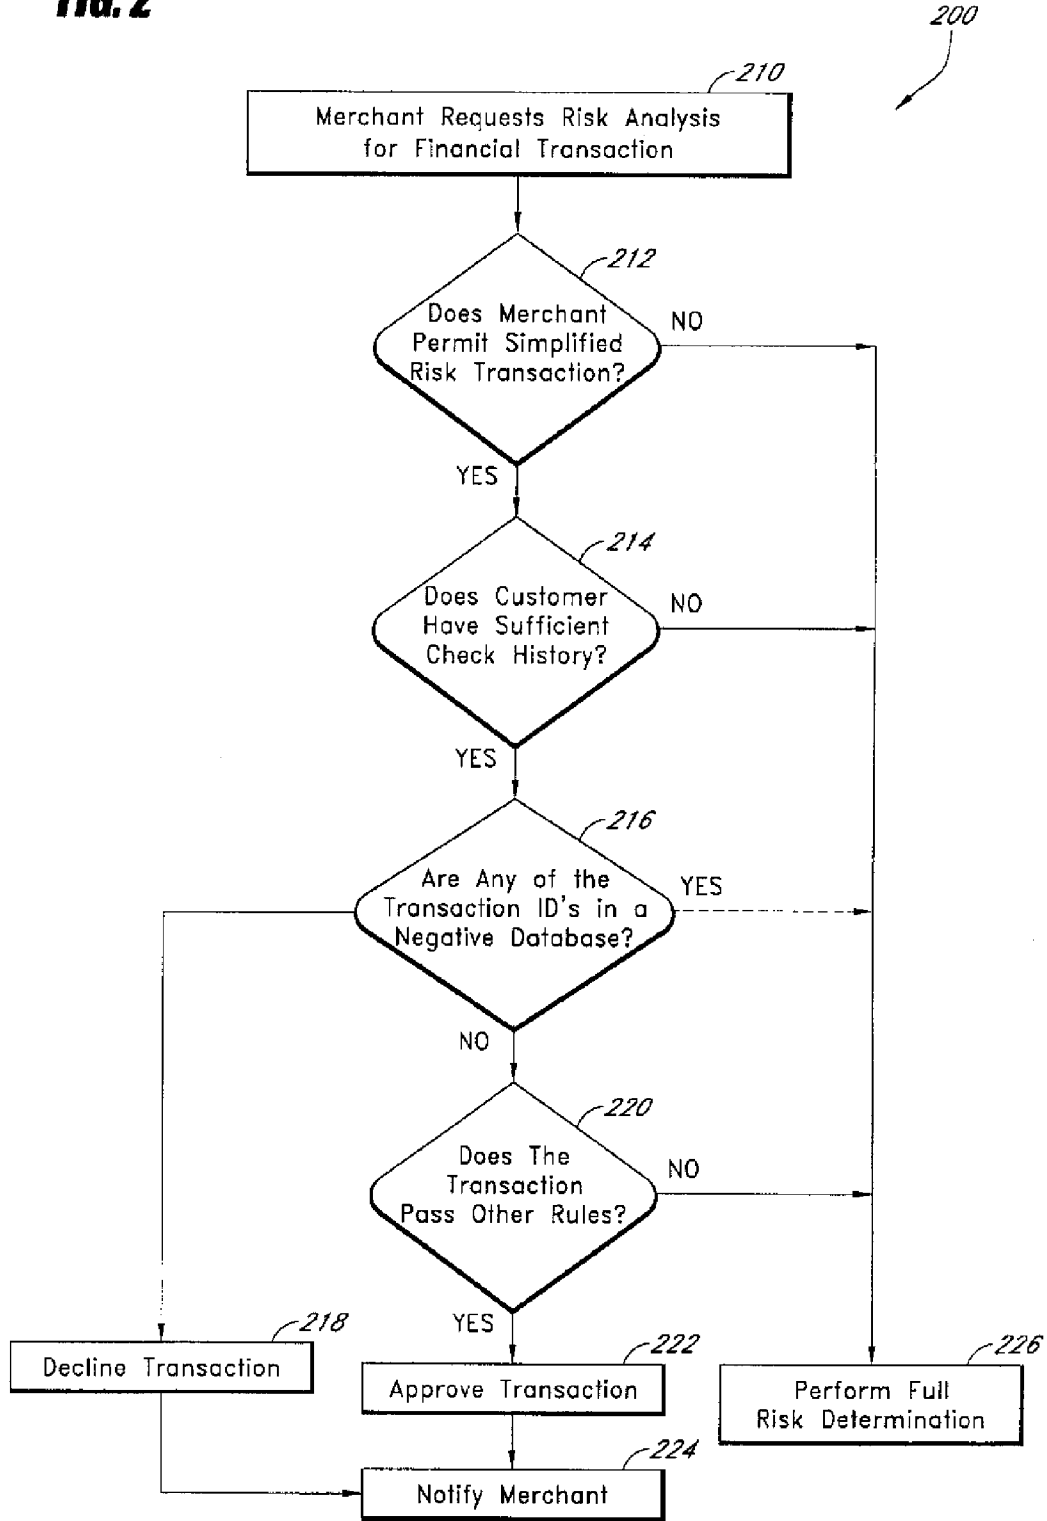 FIG. 2
200
210
Merchant Requests Risk Analysis
for Financial Transaction
212
Does Merchant
Permit Simplified
Risk Transaction?
NO
YES
214
Does Customer
Have Sufficient
Check History?
NO
YES
216
Are Any of the
Transaction ID's in a
Negative Database?
YES
NO
220
Does The
Transaction
Pass Other Rules?
NO
YES
218
Decline Transaction
222
Approve Transaction
226
Perform Full
Risk Determination
224
Notify Merchant